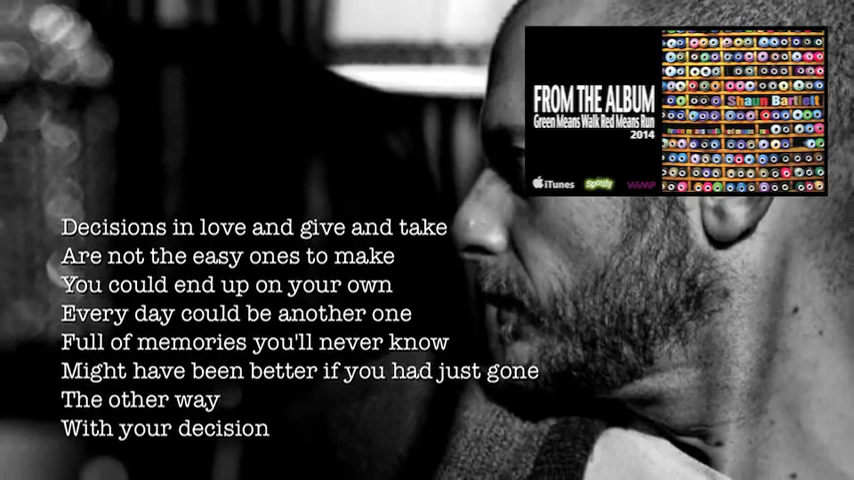 FROM THE ALBUM
Green Means Walk Red Means Run
2014
iTunes Spotify WiMP
Shaun Bartlett
Decisions in love and give and take
Are not the easy ones to make
You could end up on your own
Every day could be another one
Full of memories you'll never know
Might have been better if you had just gone
The other way
With your decision